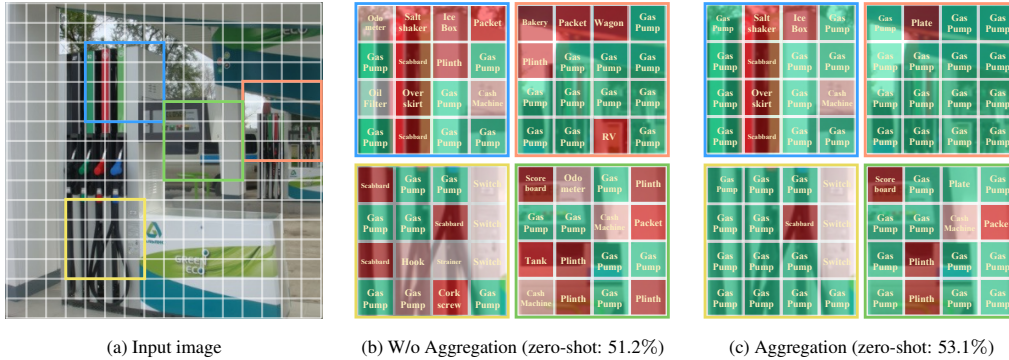 GREEN
ECO
Odo meter Salt shaker Ice Box Packet
Gas Pump Scabbard Plinth Gas Pump
Oil Filter Over skirt Gas Pump Cash Machine
Gas Pump Scabbard Gas Pump Gas Pump
Bakery Packet Wagon Gas Pump
Plinth Gas Pump Gas Pump Gas Pump
Gas Pump Gas Pump Gas Pump Gas Pump
Gas Pump Gas Pump RV Gas Pump
Scabbard Gas Pump Gas Pump Switch
Gas Pump Gas Pump Scabbard Switch
Scabbard Hook Strainer Switch
Gas Pump Gas Pump Cork screw Gas Pump
Score board Odo meter Gas Pump Plinth
Gas Pump Gas Pump Cash Machine Packet
Tank Plinth Gas Pump Gas Pump
Cash Machine Plinth Gas Pump Plinth
Gas Pump Salt shaker Ice Box Gas Pump
Gas Pump Scabbard Gas Pump Gas Pump
Gas Pump Over skirt Gas Pump Cash Machine
Gas Pump Scabbard Gas Pump Gas Pump
Gas Pump Plate Gas Pump Gas Pump
Gas Pump Gas Pump Gas Pump Gas Pump
Gas Pump Gas Pump Gas Pump Gas Pump
Gas Pump Gas Pump Gas Pump Gas Pump
Gas Pump Gas Pump Gas Pump Switch
Gas Pump Gas Pump Scabbard Switch
Gas Pump Gas Pump Gas Pump Switch
Gas Pump Gas Pump Gas Pump Gas Pump
Score board Gas Pump Plate Gas Pump
Gas Pump Gas Pump Cash Machine Packet
Gas Pump Plinth Gas Pump Gas Pump
Gas Pump Plinth Gas Pump Gas Pump
(a) Input image
(b) W/o Aggregation (zero-shot: 51.2%)
(c) Aggregation (zero-shot: 53.1%)